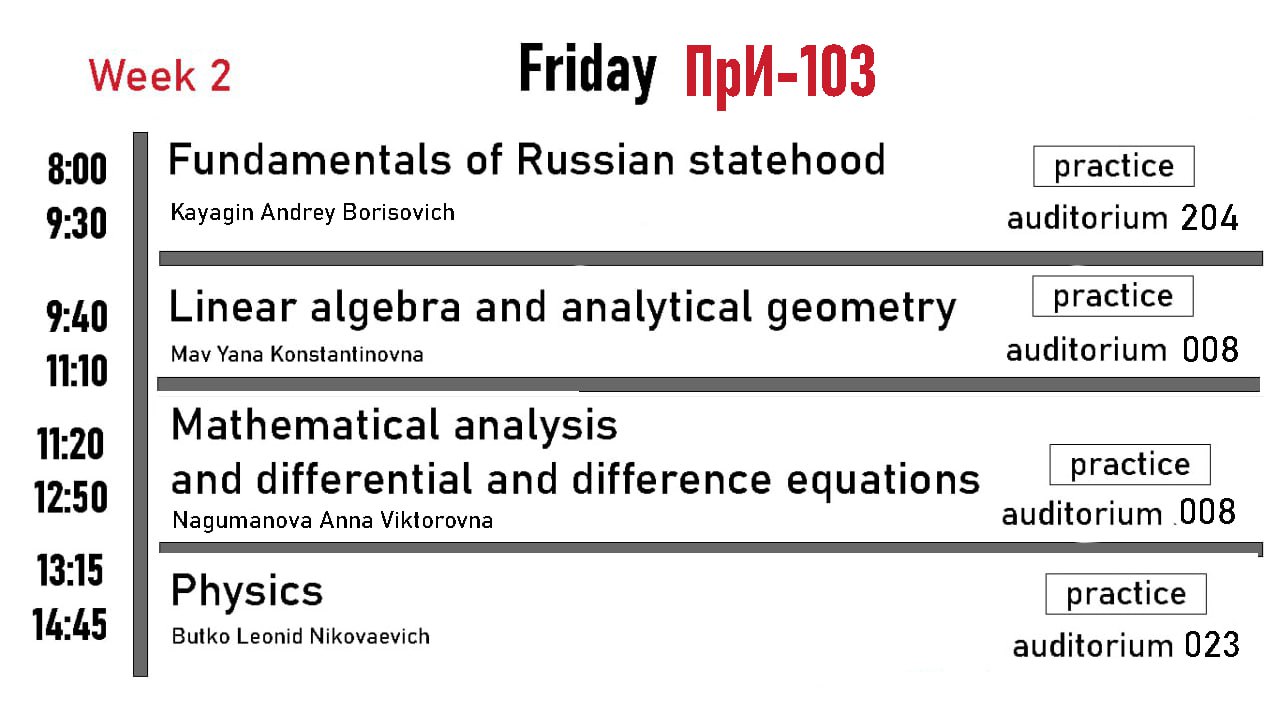 Week 2
Friday ПрИ-103
8:00
9:30
Fundamentals of Russian statehood
Kayagin Andrey Borisovich
practice
auditorium 204
9:40
11:10
Linear algebra and analytical geometry
Mav Yana Konstantinovna
practice
auditorium 008
11:20
12:50
Mathematical analysis
and differential and difference equations
Nagumanova Anna Viktorovna
practice
auditorium 008
13:15
14:45
Physics
Butko Leonid Nikovaevich
practice
auditorium 023